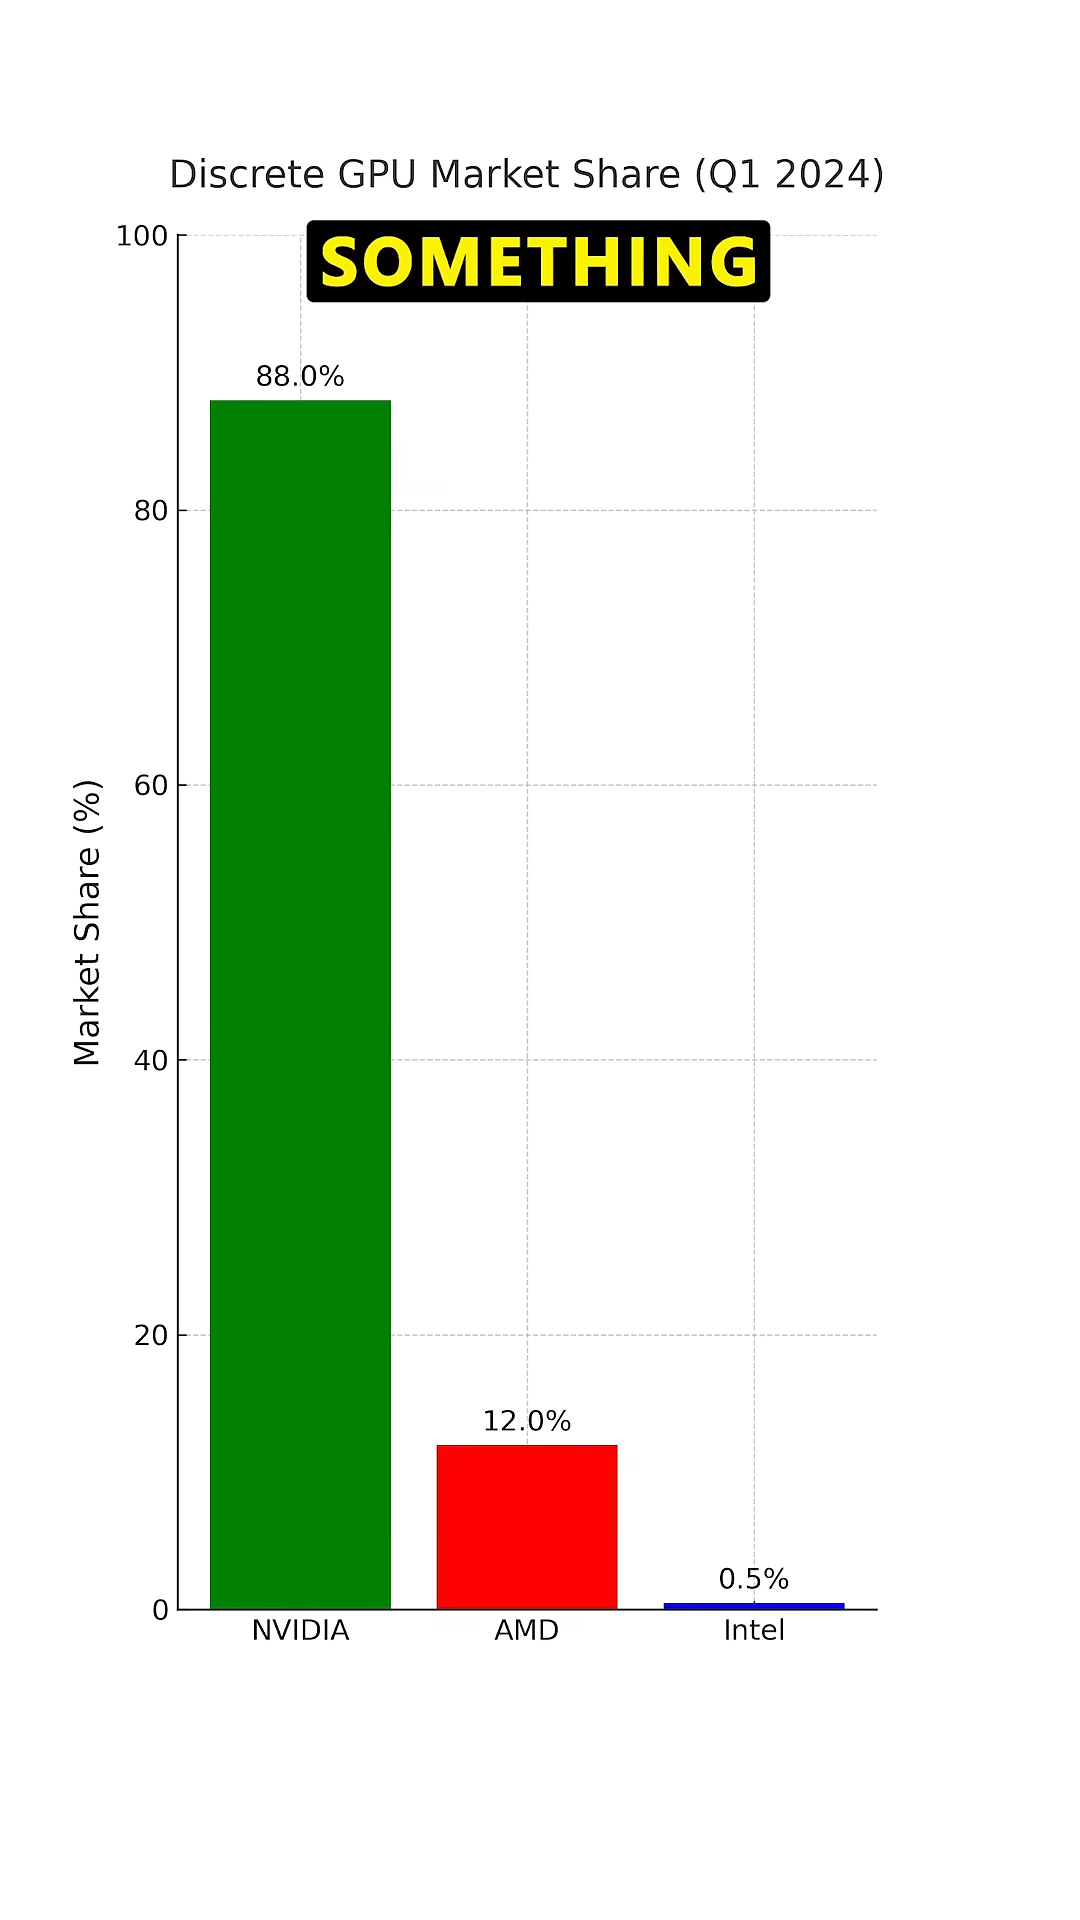 Discrete GPU Market Share (Q1 2024)
SOMETHING
100
80
60
40
20
0
Market Share (%)
88.0%
12.0%
0.5%
NVIDIA
AMD
Intel